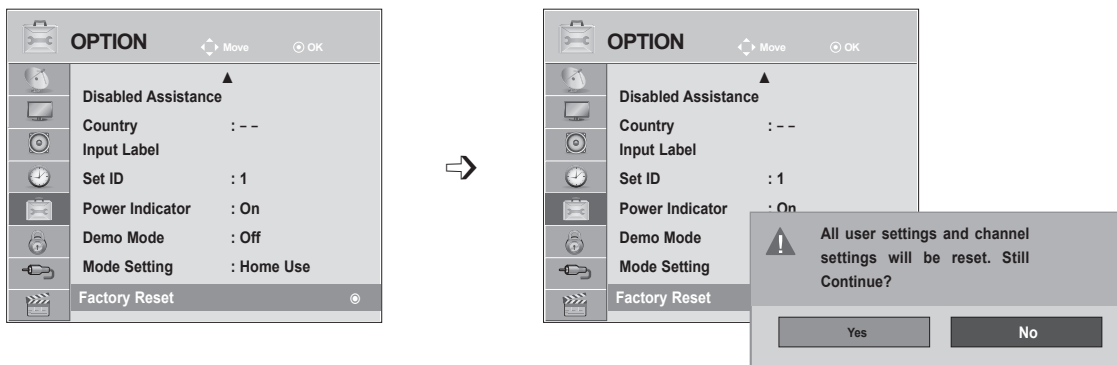 OPTION
Move
OK
Disabled Assistance
Country : – –
Input Label
Set ID : 1
Power Indicator : On
Demo Mode : Off
Mode Setting : Home Use
Factory Reset
OPTION
Move
OK
Disabled Assistance
Country : – –
Input Label
Set ID : 1
Power Indicator : On
Demo Mode
Mode Setting
Factory Reset
All user settings and channel
settings will be reset. Still
Continue?
Yes
No